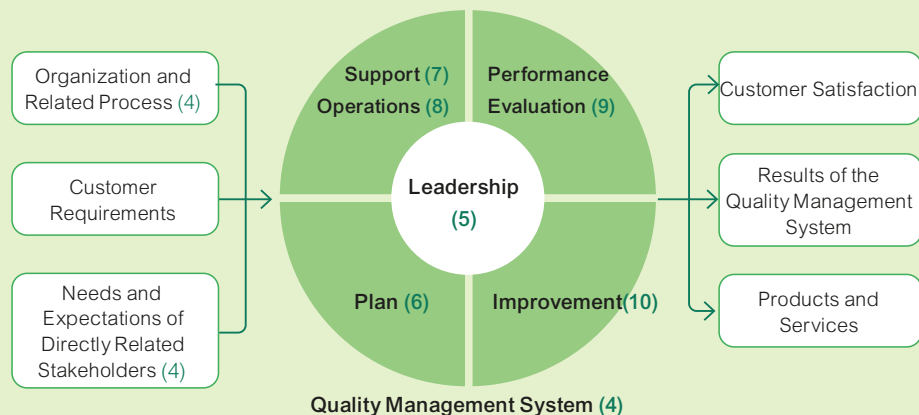 Organization and
Related Process (4)
Customer
Requirements
Needs and
Expectations of
Directly Related
Stakeholders (4)
Support (7)
Operations (8)
Performance
Evaluation (9)
Leadership
(5)
Plan (6)
Improvement(10)
Quality Management System (4)
Customer Satisfaction
Results of the
Quality Management
System
Products and
Services